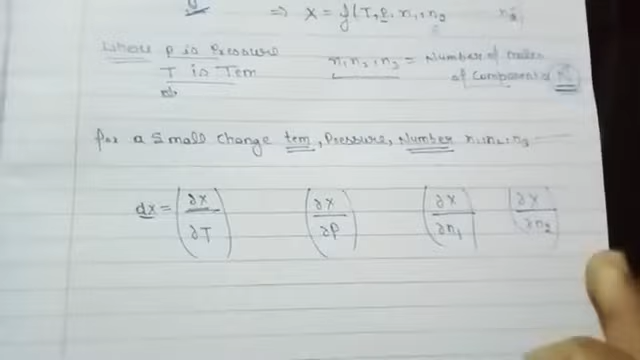 ⇒ X = f(T, P, n1, n2
Where P is Pressure
T is Tem
n1, n2, n3 = Number of moles
of Component
for a Small change tem, Pressure, Number n1, n2, n3
dx = (∂X/∂T) (∂X/∂P) (∂X/∂n1) (∂X/∂n2)